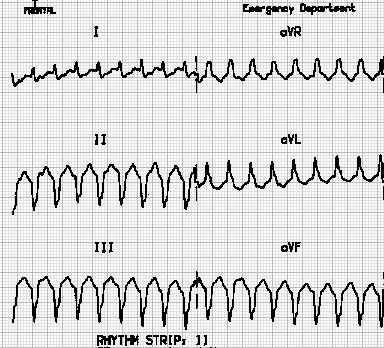 FRONTAL
Emergency Department
I
aVR
II
aVL
III
aVF
RHYTHM STRIP: II